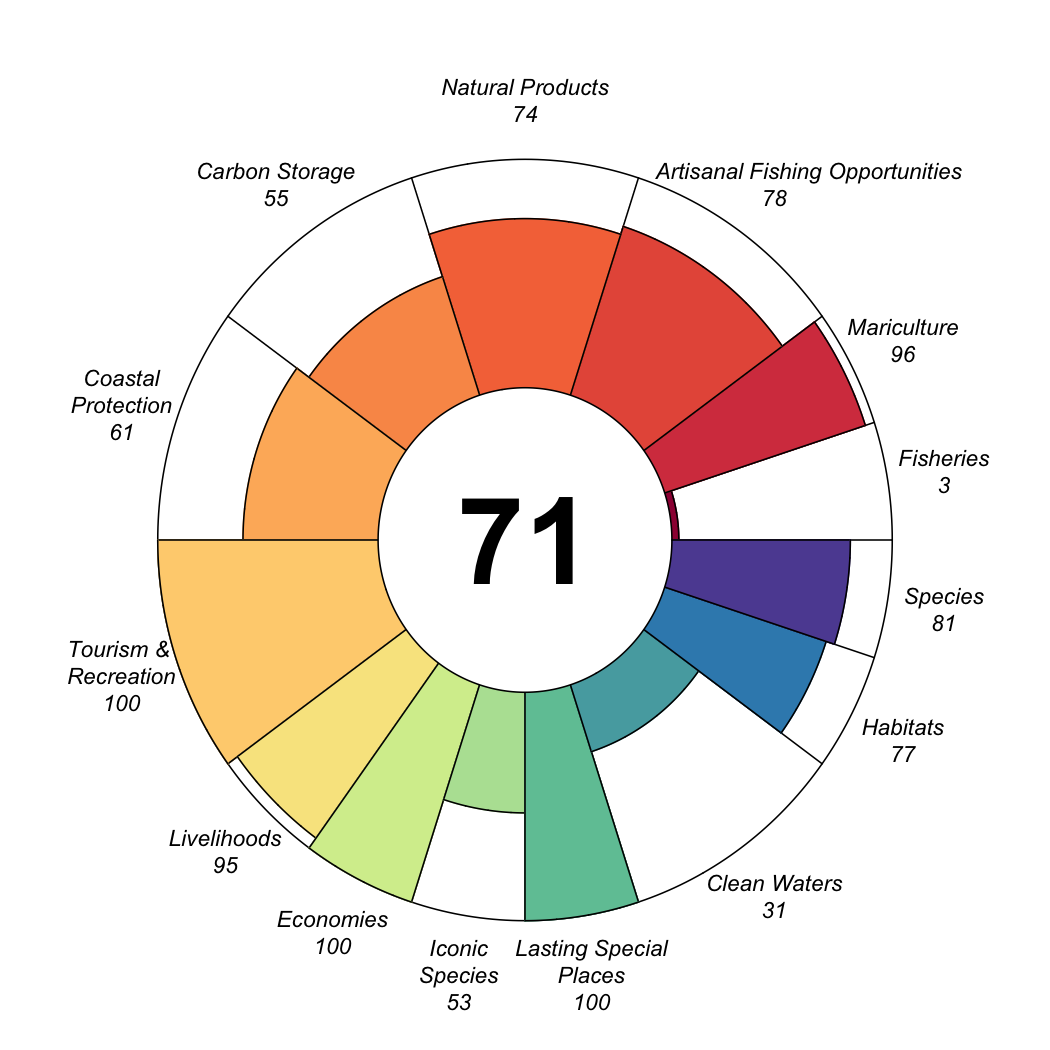 Natural Products
74
Carbon Storage
55
Artisanal Fishing Opportunities
78
Mariculture
96
Coastal
Protection
61
Fisheries
3
71
Species
81
Tourism &
Recreation
100
Habitats
77
Livelihoods
95
Clean Waters
31
Economies
100
Iconic
Species
53
Lasting Special
Places
100